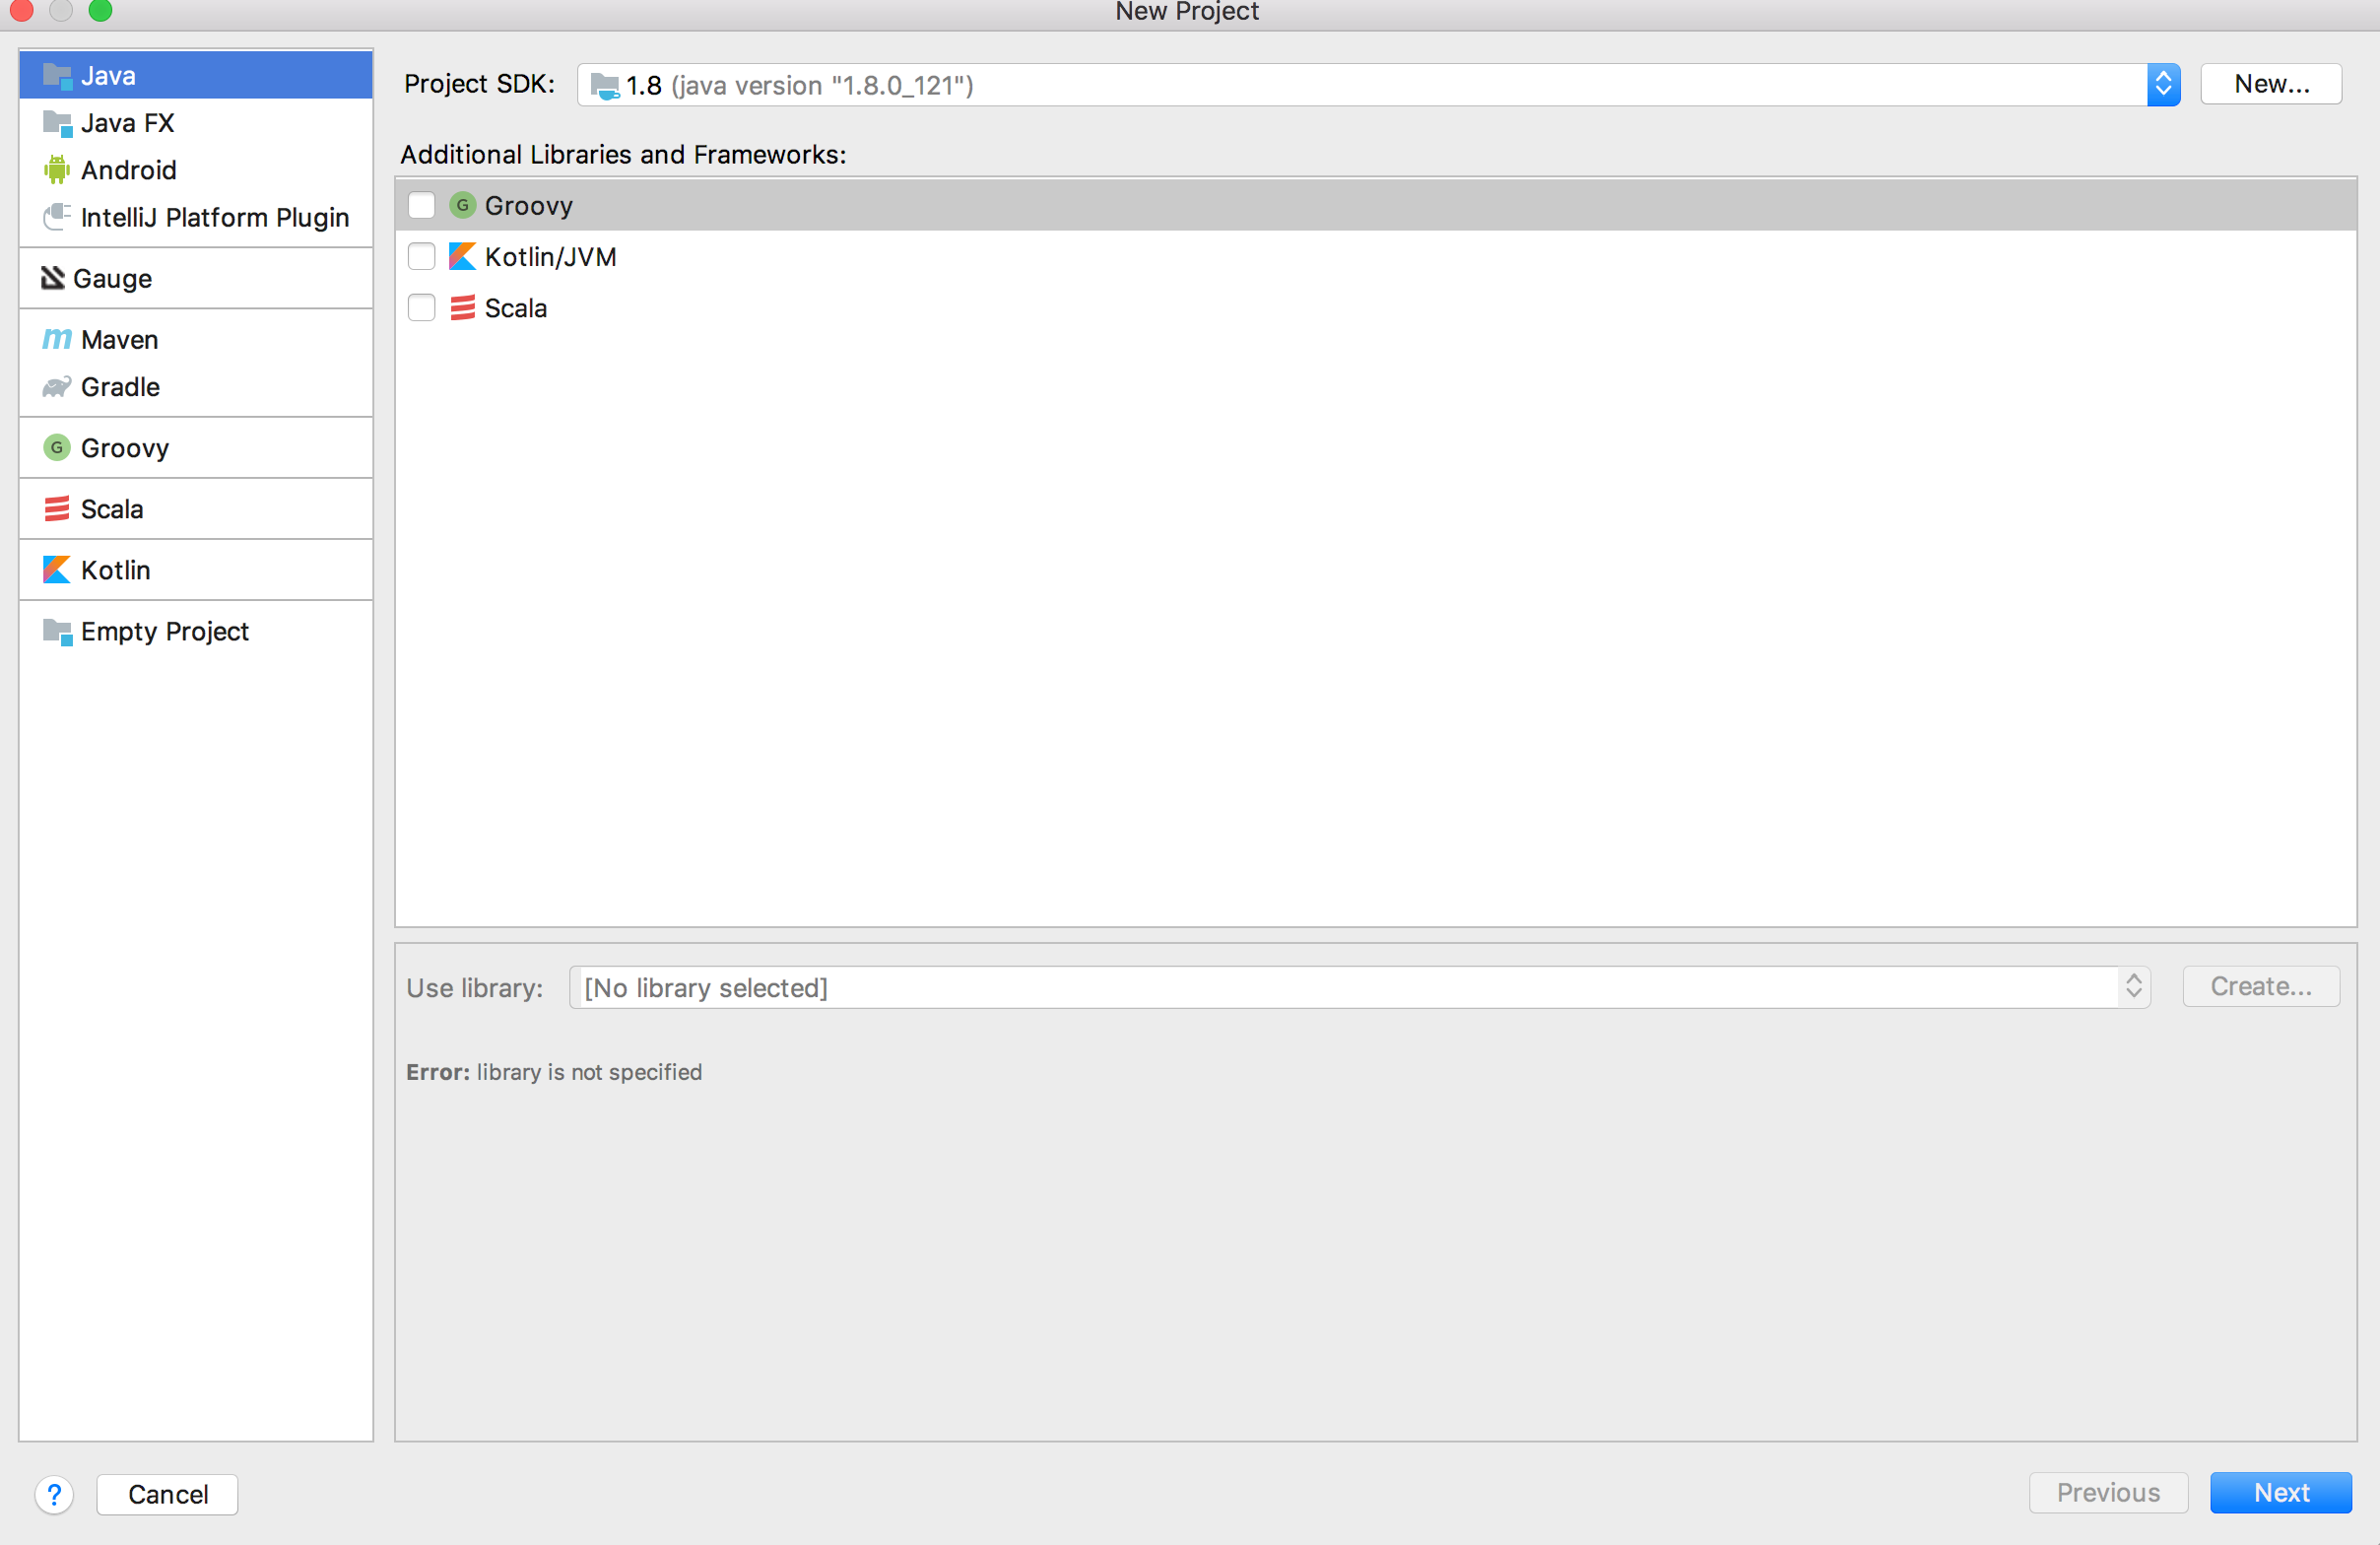 New Project
Java
Java FX
Android
IntelliJ Platform Plugin
Gauge
Maven
Gradle
Groovy
Scala
Kotlin
Empty Project
Project SDK: 1.8 (java version "1.8.0_121") New...
Additional Libraries and Frameworks:
G Groovy
Kotlin/JVM
Scala
Use library: [No library selected] Create...
Error: library is not specified
? Cancel Previous Next